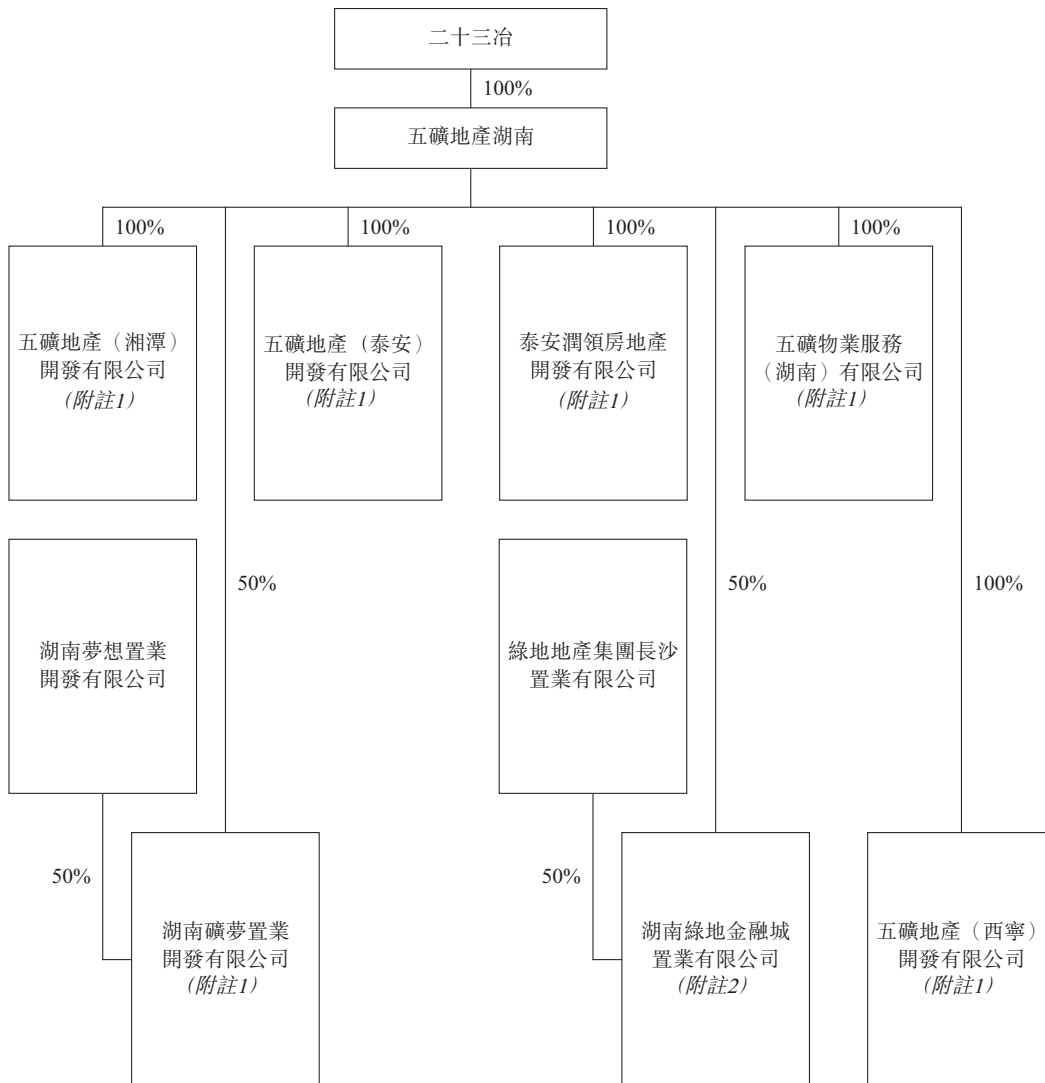 二十三冶
100%
五礦地產湖南
100%
100%
100%
100%
五礦地產（湘潭）
開發有限公司
（附註1）
五礦地產（泰安）
開發有限公司
（附註1）
泰安潤領房地產
開發有限公司
（附註1）
五礦物業服務
（湖南）有限公司
（附註1）
50%
50%
100%
湖南夢想置業
開發有限公司
綠地地產集團長沙
置業有限公司
50%
50%
湖南礦夢置業
開發有限公司
（附註1）
湖南綠地金融城
置業有限公司
（附註2）
五礦地產（西寧）
開發有限公司
（附註1）